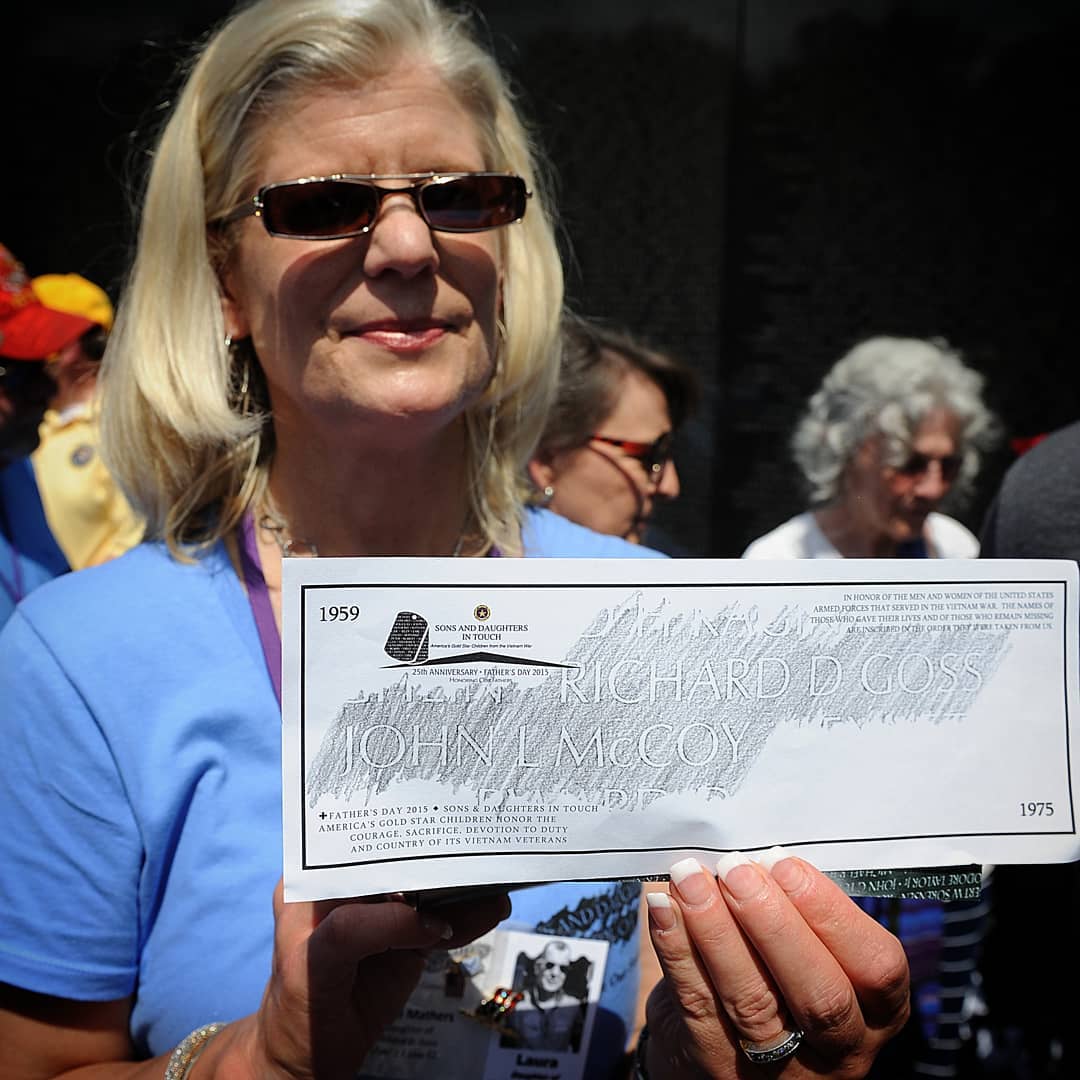 1959
SONS AND DAUGHTERS
IN TOUCH
America's Gold Star Children from the Vietnam War
25th ANNIVERSARY • FATHER'S DAY 2015
HONORING OUR FATHERS
IN HONOR OF THE MEN AND WOMEN OF THE UNITED STATES
ARMED FORCES THAT SERVED IN THE VIETNAM WAR. THE NAMES OF
THOSE WHO GAVE THEIR LIVES AND OF THOSE WHO REMAIN MISSING
ARE INSCRIBED IN THE ORDER THEY WERE TAKEN FROM US.
RICHARD D GOSS
JOHN L McCOY
FATHER'S DAY 2015 ◆ SONS & DAUGHTERS IN TOUCH
AMERICA'S GOLD STAR CHILDREN HONOR THE
COURAGE, SACRIFICE, DEVOTION TO DUTY
AND COUNTRY OF ITS VIETNAM VETERANS
1975
Mathers
Laura